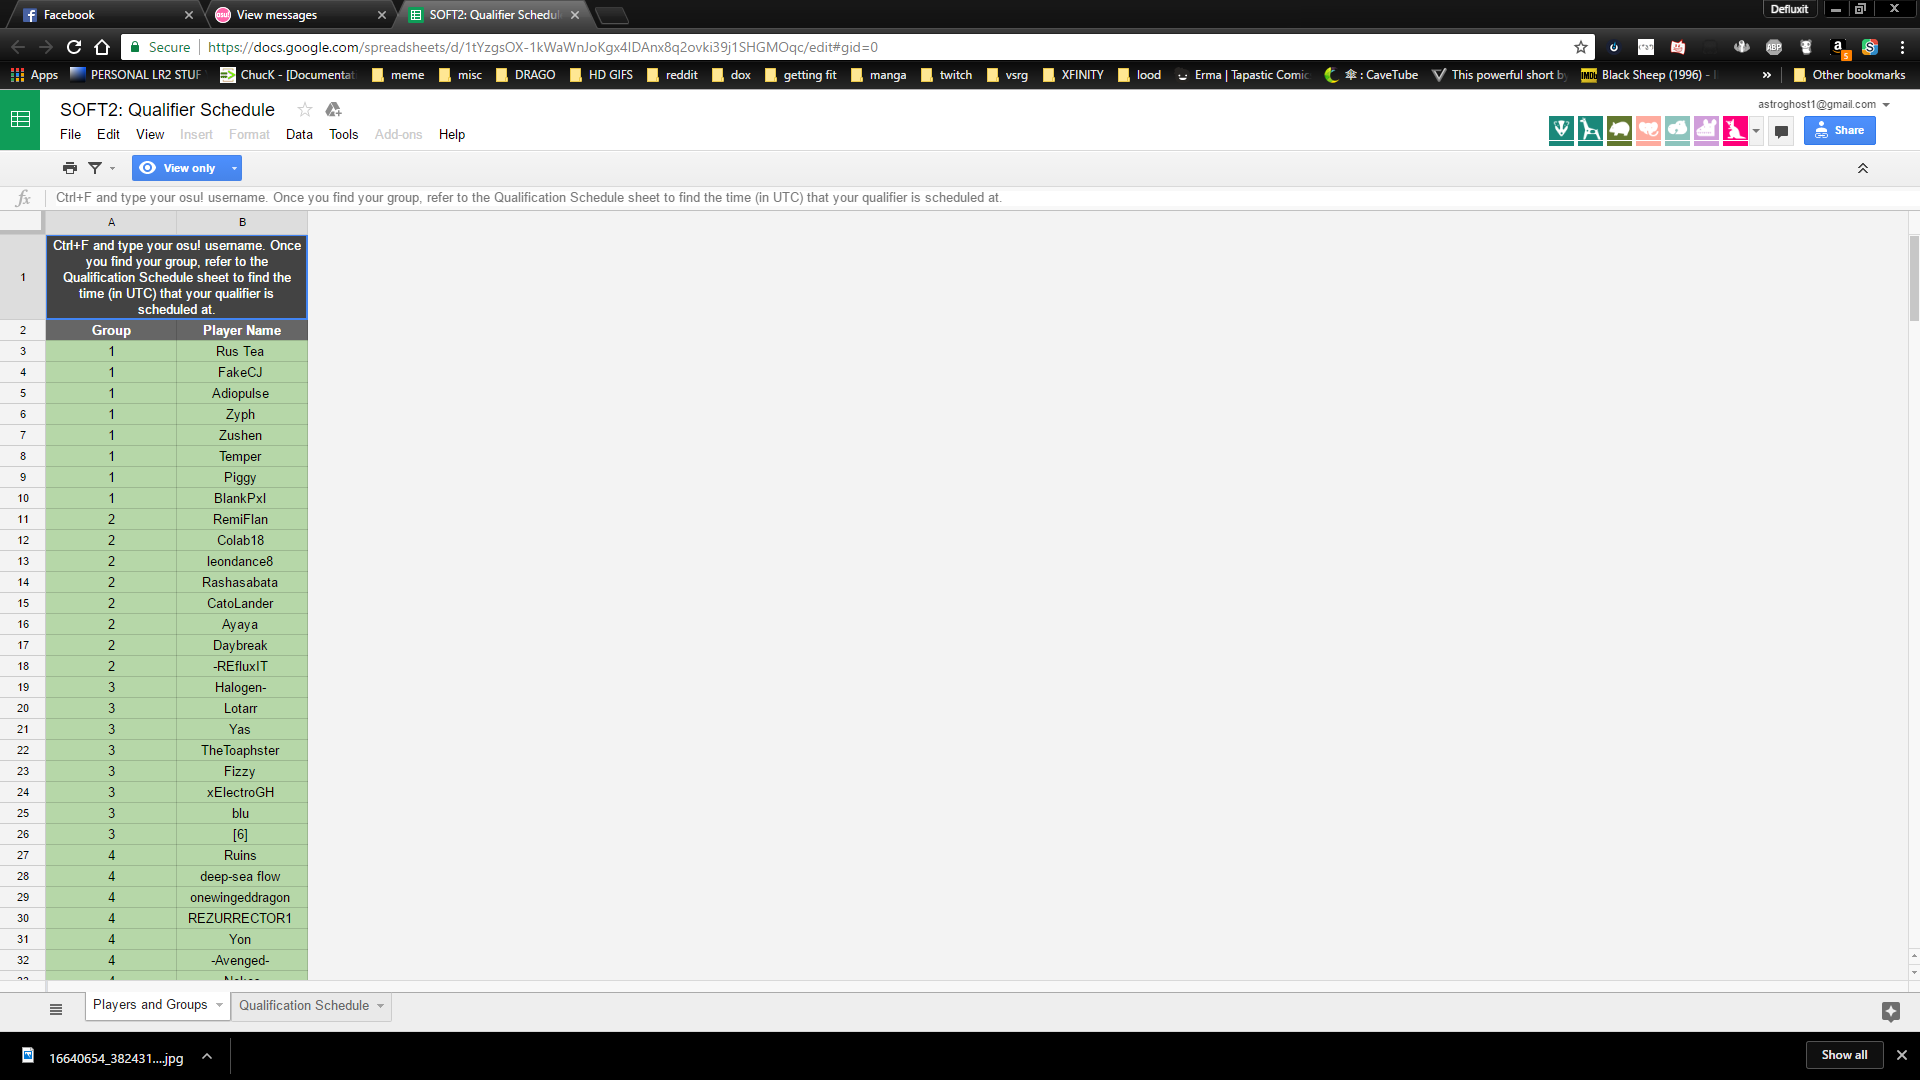 Facebook
View messages
SOFT2: Qualifier Schedule
Defluxit
Secure | https://docs.google.com/spreadsheets/d/1tYzgsOX-1kWaWnJoKgx4lDAnx8q2ovki39j1SHGMOqc/edit#gid=0
Apps PERSONAL LR2 STUF ChucK - [Documentat meme misc DRAGO HD GIFS reddit dox getting fit manga twitch vsrg XFINITY lood Erma | Tapastic Comic 傘 : CaveTube This powerful short by Black Sheep (1996) - » Other bookmarks
SOFT2: Qualifier Schedule
astroghost1@gmail.com
File Edit View Insert Format Data Tools Add-ons Help
Share
View only
fx Ctrl+F and type your osu! username. Once you find your group, refer to the Qualification Schedule sheet to find the time (in UTC) that your qualifier is scheduled at.
A B
1 Ctrl+F and type your osu! username. Once
you find your group, refer to the
Qualification Schedule sheet to find the
time (in UTC) that your qualifier is
scheduled at.
2 Group Player Name
3 1 Rus Tea
4 1 FakeCJ
5 1 Adiopulse
6 1 Zyph
7 1 Zushen
8 1 Temper
9 1 Piggy
10 1 BlankPxl
11 2 RemiFlan
12 2 Colab18
13 2 leondance8
14 2 Rashasabata
15 2 CatoLander
16 2 Ayaya
17 2 Daybreak
18 2 -REfluxIT
19 3 Halogen-
20 3 Lotarr
21 3 Yas
22 3 TheToaphster
23 3 Fizzy
24 3 xElectroGH
25 3 blu
26 3 [6]
27 4 Ruins
28 4 deep-sea flow
29 4 onewingeddragon
30 4 REZURRECTOR1
31 4 Yon
32 4 -Avenged-
Players and Groups Qualification Schedule
16640654_382431....jpg
Show all